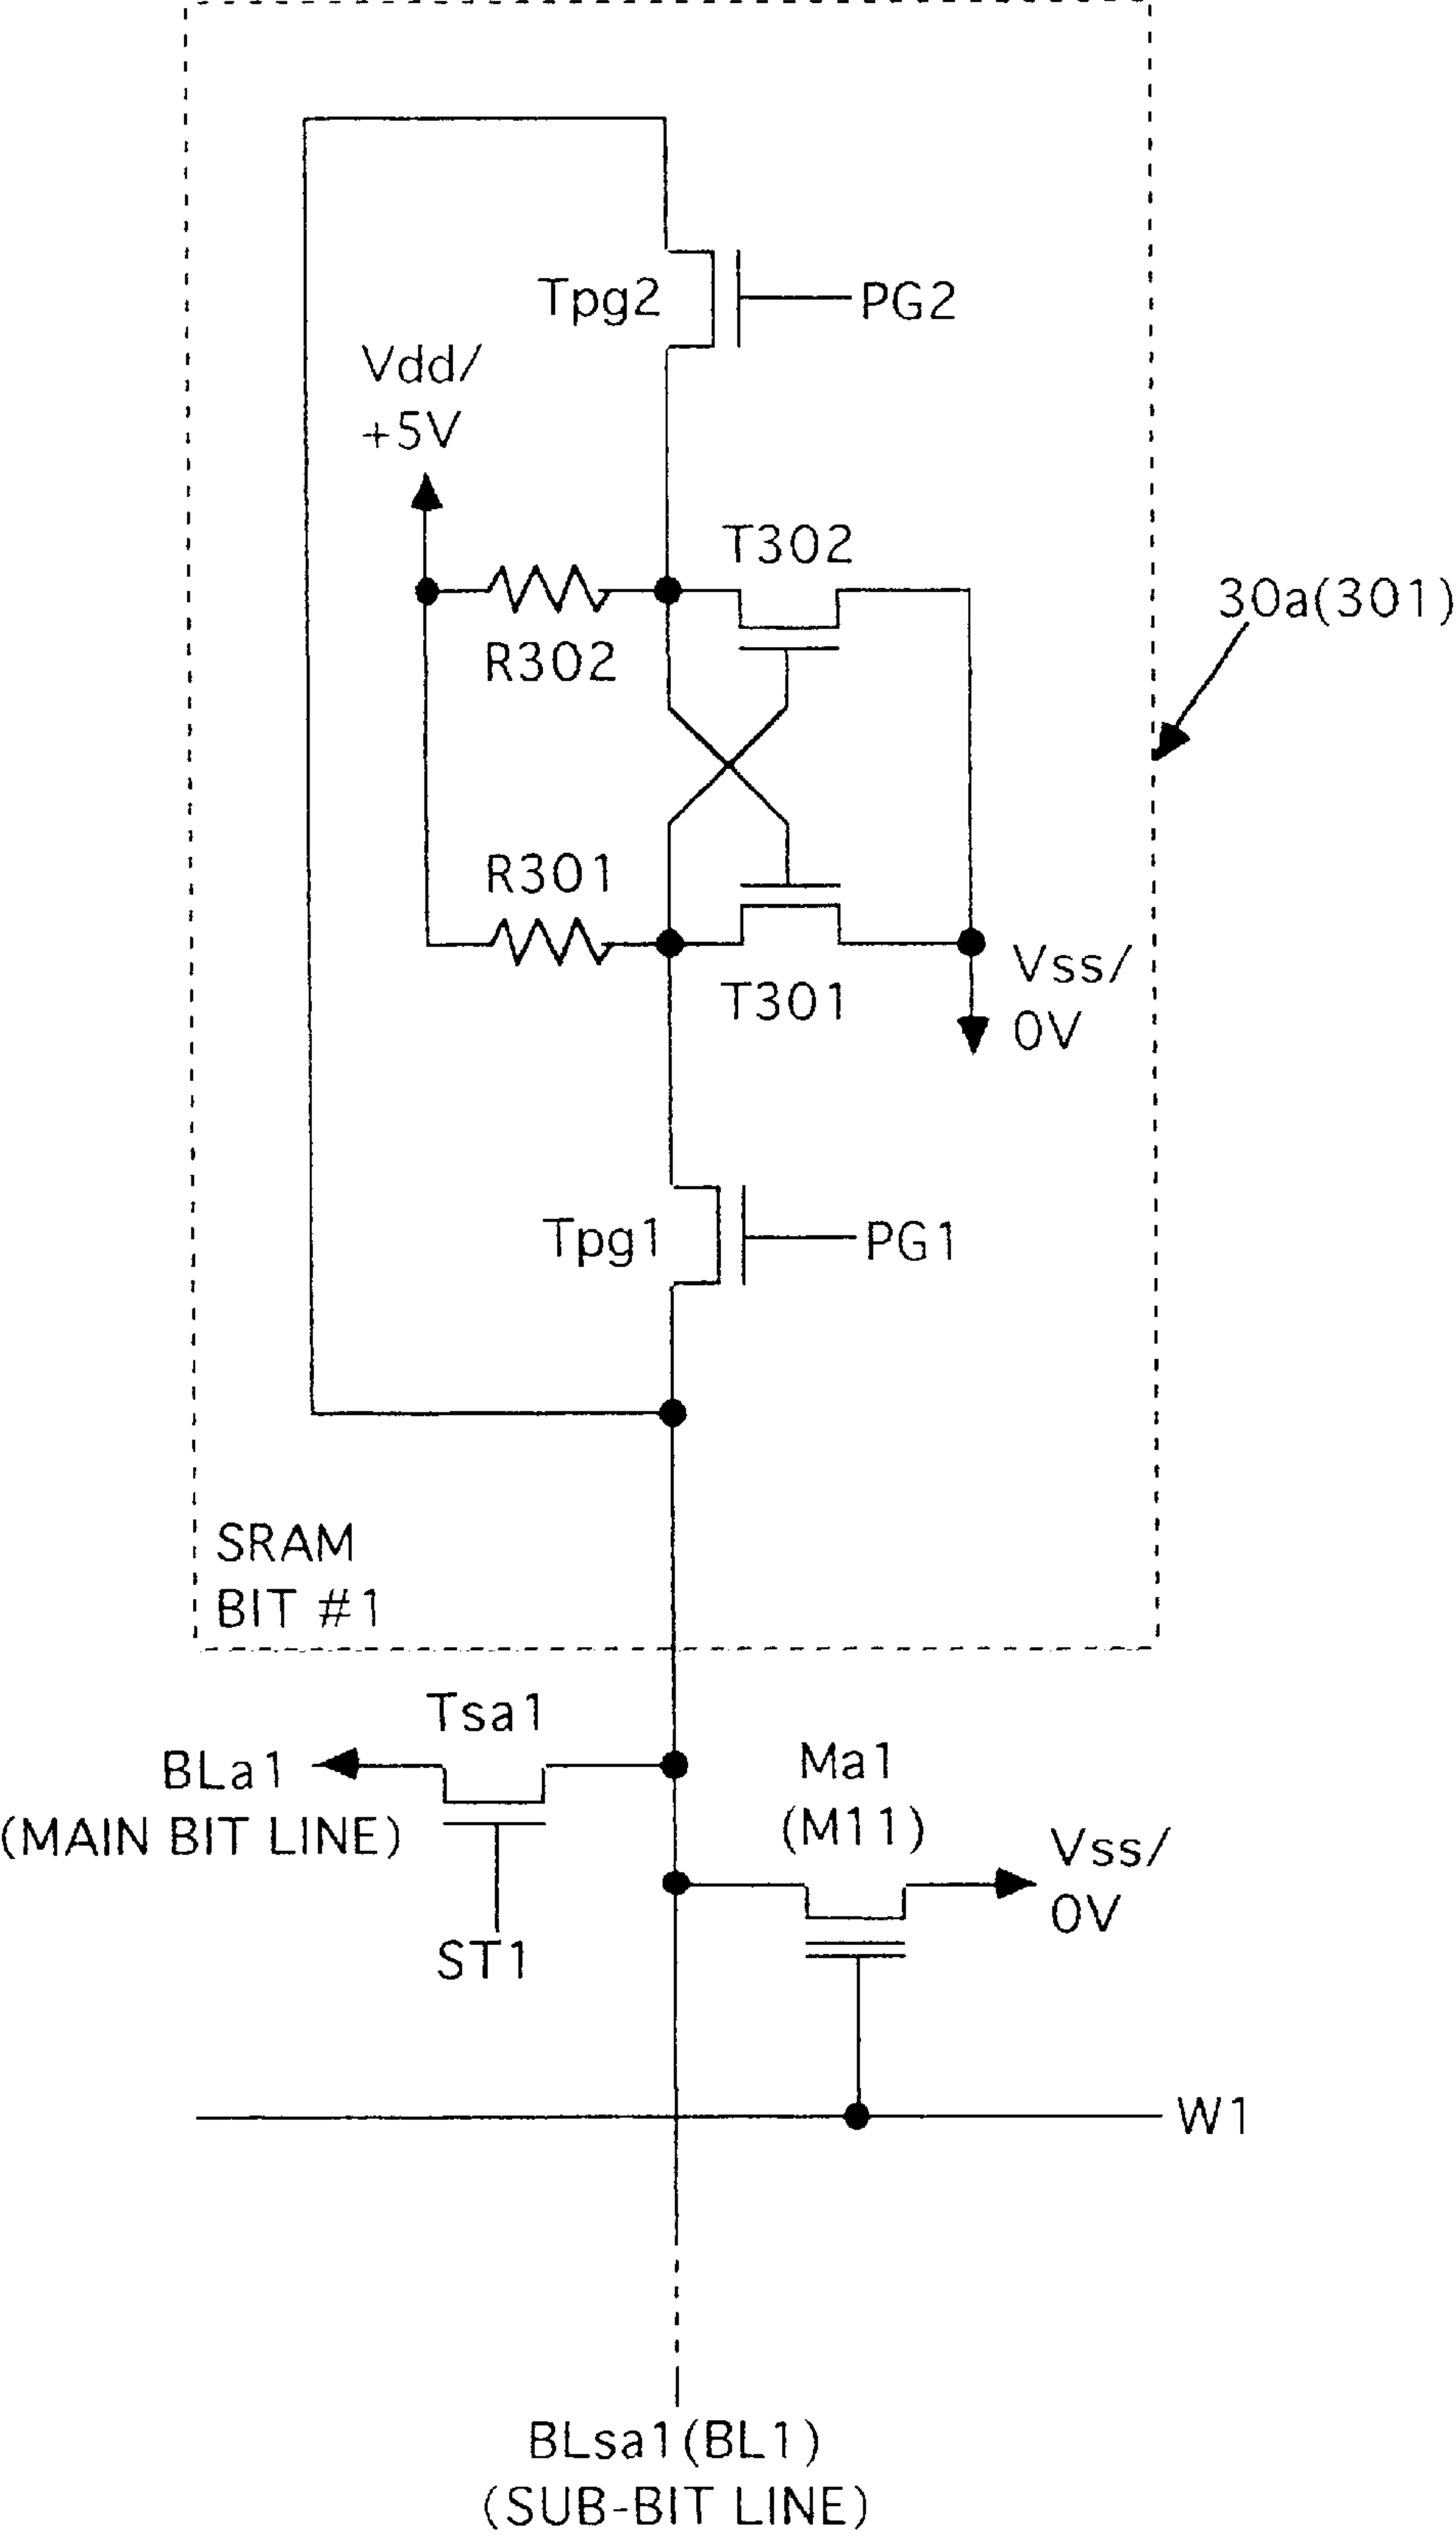 Tpg2
PG2
Vdd/
+5V
T302
30a(301)
R302
R301
T301
Vss/
0V
Tpg1
PG1
SRAM
BIT #1
Tsa1
BLa1
(MAIN BIT LINE)
Ma1
(M11)
Vss/
0V
ST1
W1
BLsa1(BL1)
(SUB-BIT LINE)